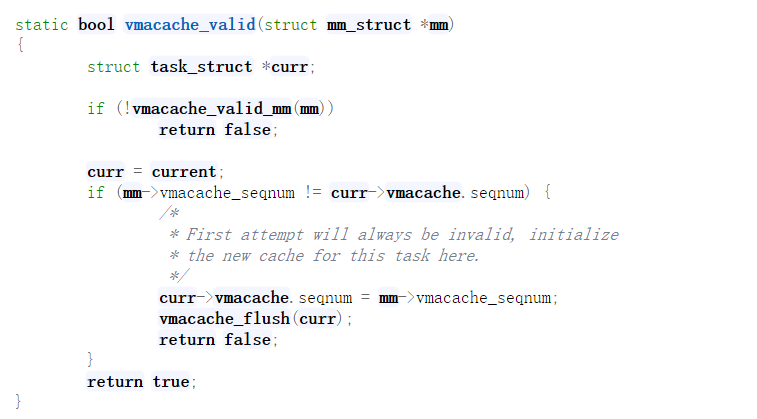 static bool vmacache_valid(struct mm_struct *mm)
{
        struct task_struct *curr;

        if (!vmacache_valid_mm(mm))
                return false;

        curr = current;
        if (mm->vmacache_seqnum != curr->vmacache.seqnum) {
                /*
                 * First attempt will always be invalid, initialize
                 * the new cache for this task here.
                 */
                curr->vmacache.seqnum = mm->vmacache_seqnum;
                vmacache_flush(curr);
                return false;
        }
        return true;
}